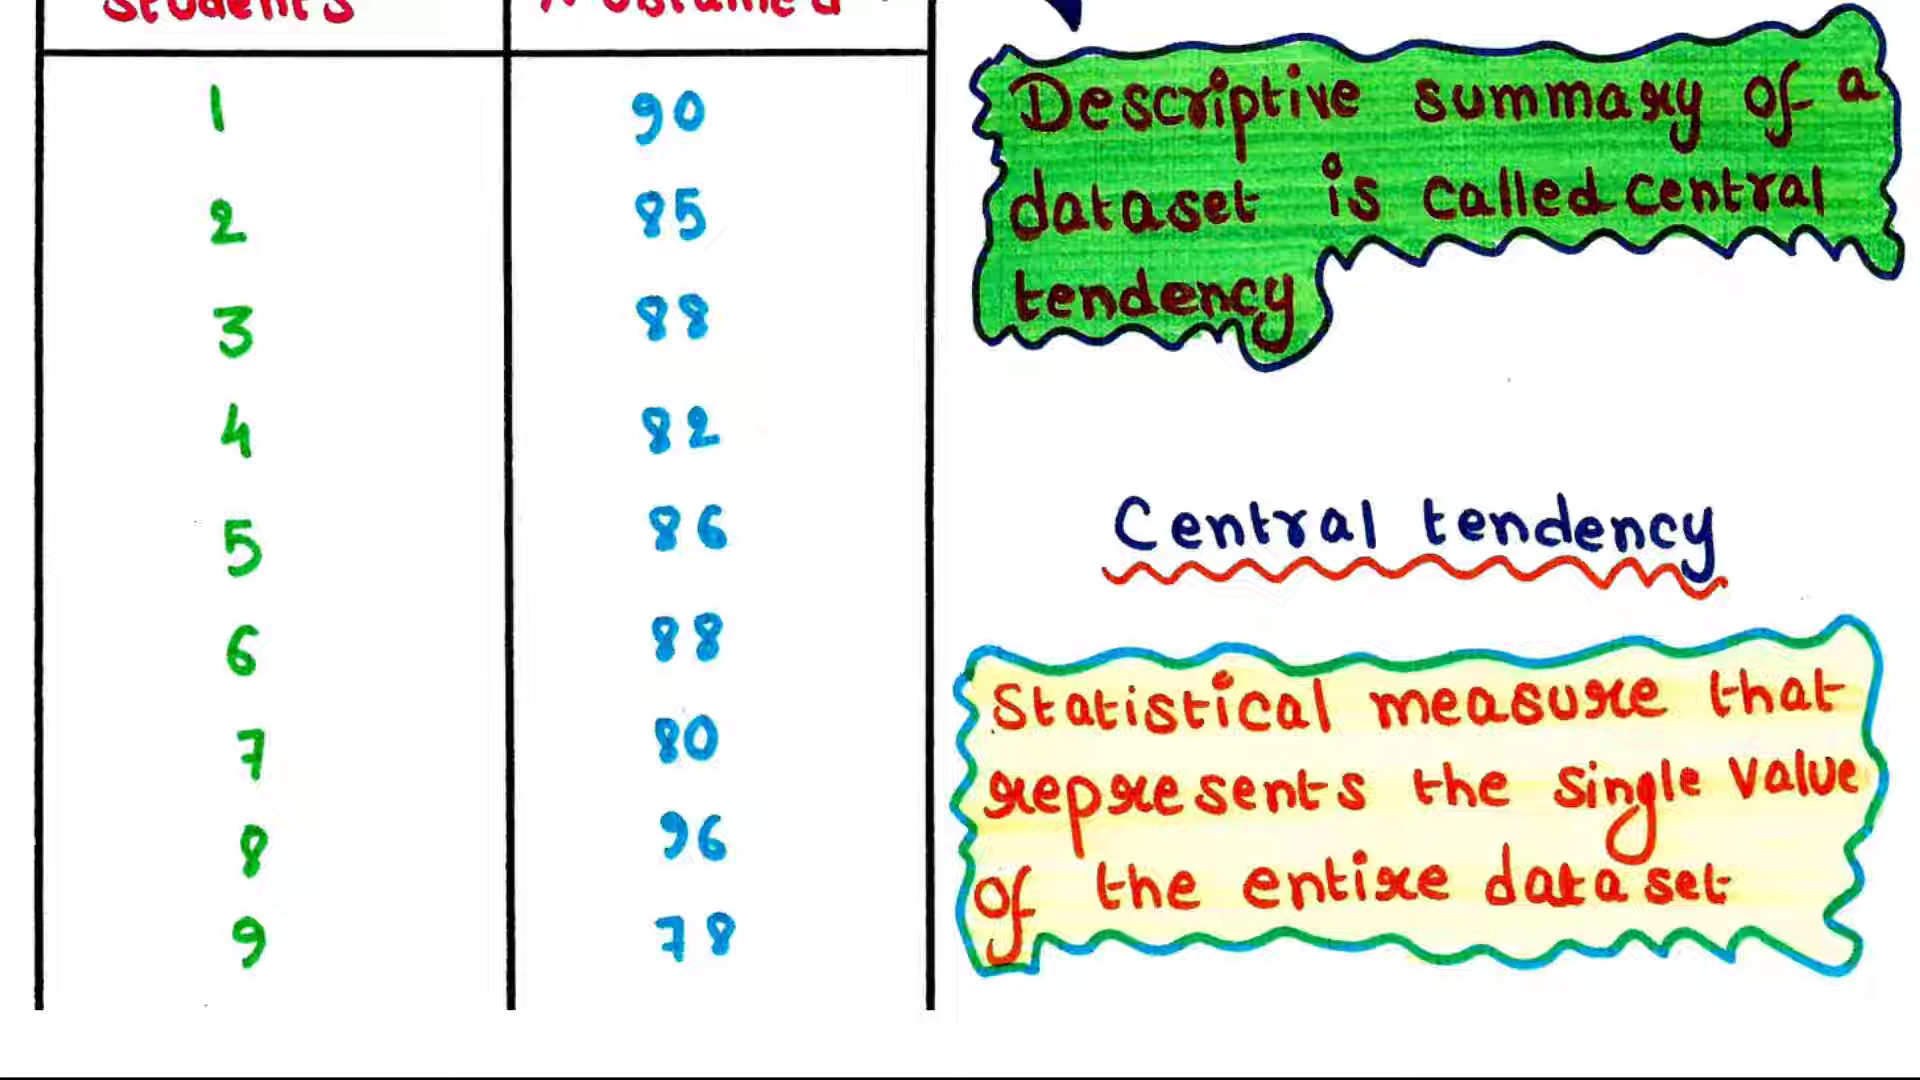 students
obtained
1 90
2 85
3 88
4 82
5 86
6 88
7 80
8 96
9 78
Descriptive summary of a
dataset is called central
tendency
Central tendency
Statistical measure that
represents the single value
of the entire data set